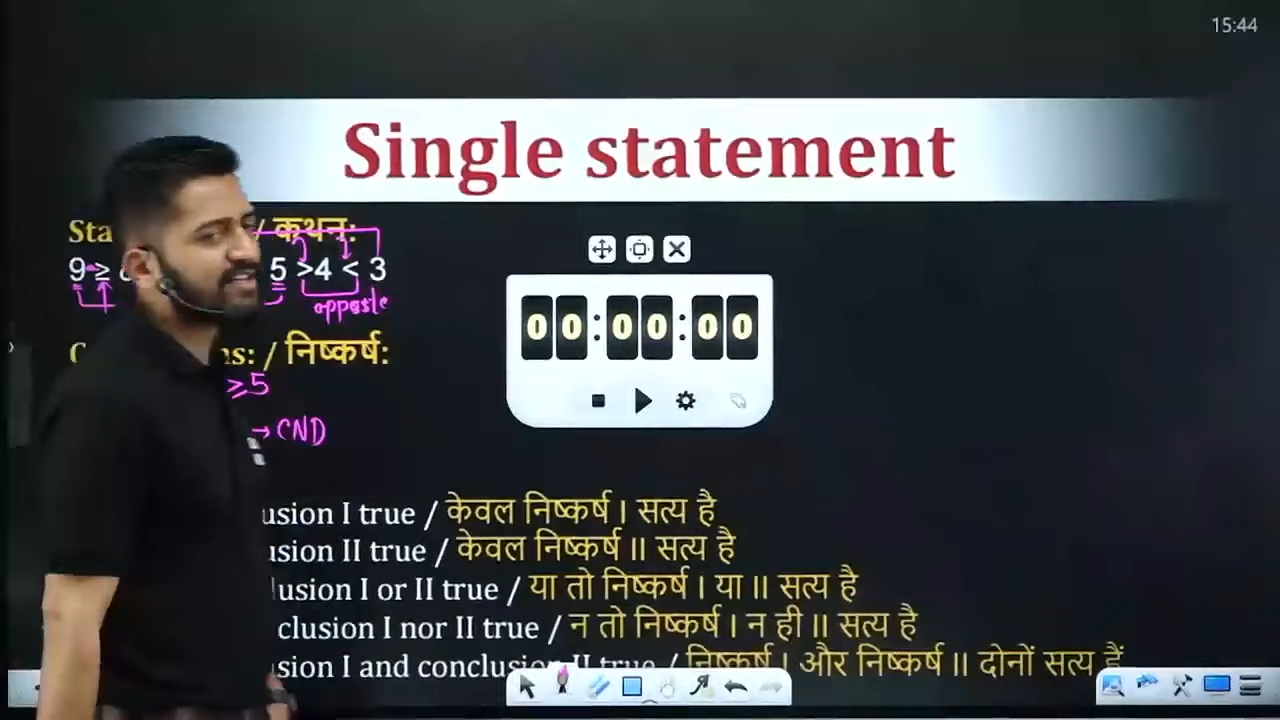 15:44
Single statement
/ कथन:
9 ≥ 5 >4 < 3
opposite
/ निष्कर्ष:
≥5
→ CND
00:00:00
usion I true / केवल निष्कर्ष I सत्य है
usion II true / केवल निष्कर्ष II सत्य है
lusion I or II true / या तो निष्कर्ष I या II सत्य है
clusion I nor II true / न तो निष्कर्ष I न ही II सत्य है
sion I and conclusion II true / निष्कर्ष I और निष्कर्ष II दोनों सत्य हैं